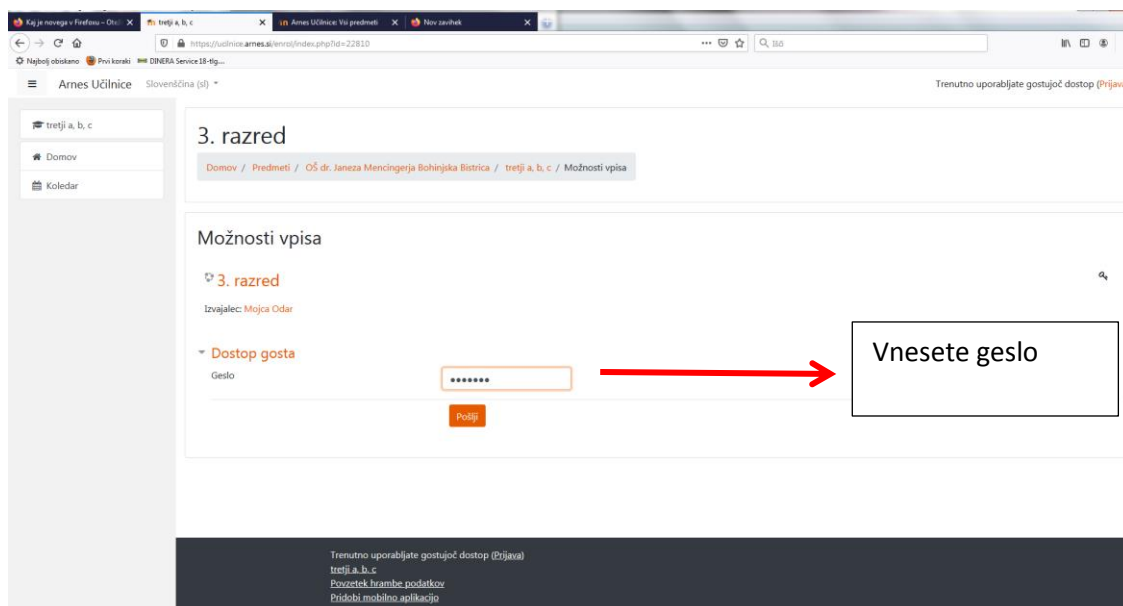 Kaj je novega v Firefoxu – Otd
tretji a, b, c
Arnes Učilnice: Vsi predmeti
Nov zavihek
https://ucilnice.arnes.si/enrol/index.php?id=22810
Išči
Najbolj obiskano Prvi koraki DINERA Service 18-tlg...
Arnes Učilnice Slovenščina (sl)
Trenutno uporabljate gostujoč dostop (Prijava
tretji a, b, c
Domov
Koledar
3. razred
Domov / Predmeti / OŠ dr. Janeza Mencingerja Bohinjska Bistrica / tretji a, b, c / Možnosti vpisa
Možnosti vpisa
3. razred
Izvajalec: Mojca Odar
Dostop gosta
Geslo
•••••••
Pošlji
Vnesete geslo
Trenutno uporabljate gostujoč dostop (Prijava)
tretji a, b, c
Povzetek hrambe podatkov
Pridobi mobilno aplikacijo